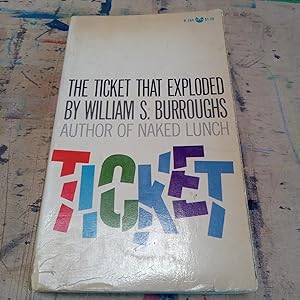 THE TICKET THAT EXPLODED
BY WILLIAM S. BURROUGHS
AUTHOR OF NAKED LUNCH
TICKET